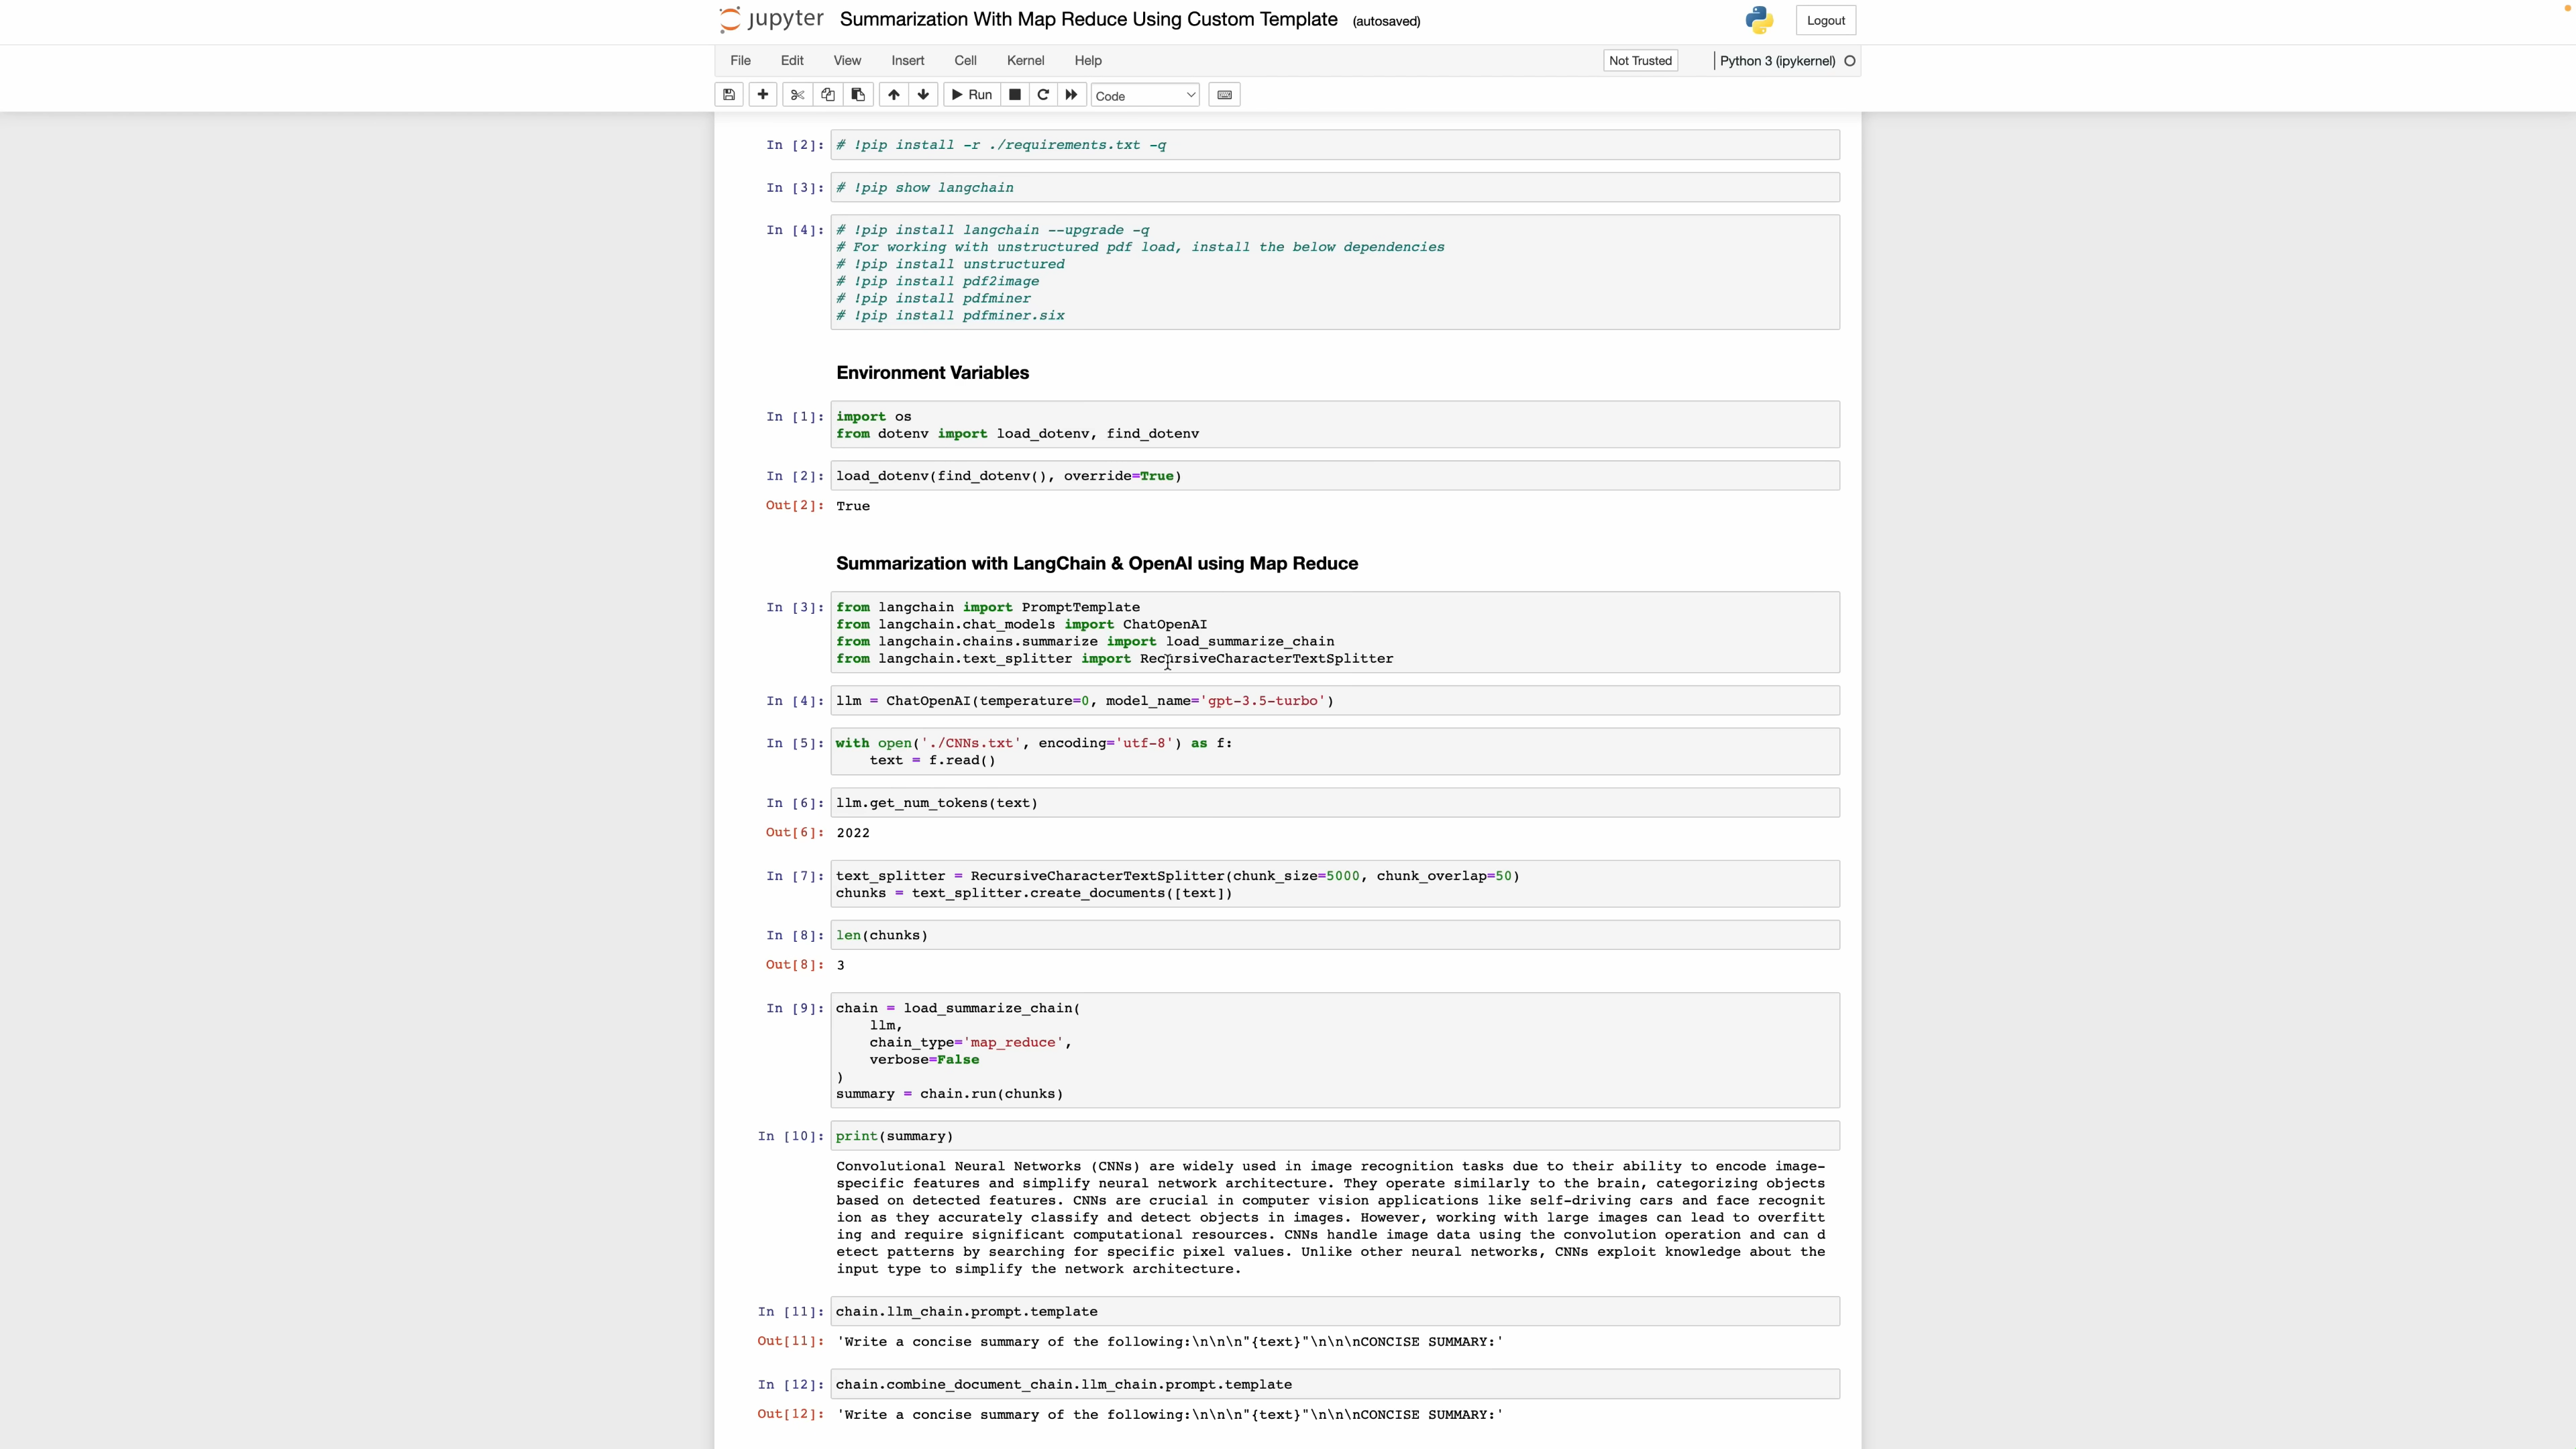 jupyter Summarization With Map Reduce Using Custom Template (autosaved) Logout
File Edit View Insert Cell Kernel Help Not Trusted Python 3 (ipykernel)
Run Code
In [2]: # !pip install -r ./requirements.txt -q
In [3]: # !pip show langchain
In [4]: # !pip install langchain --upgrade -q
# For working with unstructured pdf load, install the below dependencies
# !pip install unstructured
# !pip install pdf2image
# !pip install pdfminer
# !pip install pdfminer.six
Environment Variables
In [1]: import os
from dotenv import load_dotenv, find_dotenv
In [2]: load_dotenv(find_dotenv(), override=True)
Out[2]: True
Summarization with LangChain & OpenAI using Map Reduce
In [3]: from langchain import PromptTemplate
from langchain.chat_models import ChatOpenAI
from langchain.chains.summarize import load_summarize_chain
from langchain.text_splitter import RecursiveCharacterTextSplitter
In [4]: llm = ChatOpenAI(temperature=0, model_name='gpt-3.5-turbo')
In [5]: with open('./CNNs.txt', encoding='utf-8') as f:
    text = f.read()
In [6]: llm.get_num_tokens(text)
Out[6]: 2022
In [7]: text_splitter = RecursiveCharacterTextSplitter(chunk_size=5000, chunk_overlap=50)
chunks = text_splitter.create_documents([text])
In [8]: len(chunks)
Out[8]: 3
In [9]: chain = load_summarize_chain(
    llm,
    chain_type='map_reduce',
    verbose=False
)
summary = chain.run(chunks)
In [10]: print(summary)
Convolutional Neural Networks (CNNs) are widely used in image recognition tasks due to their ability to encode image-
specific features and simplify neural network architecture. They operate similarly to the brain, categorizing objects
based on detected features. CNNs are crucial in computer vision applications like self-driving cars and face recognit
ion as they accurately classify and detect objects in images. However, working with large images can lead to overfitt
ing and require significant computational resources. CNNs handle image data using the convolution operation and can d
etect patterns by searching for specific pixel values. Unlike other neural networks, CNNs exploit knowledge about the
input type to simplify the network architecture.
In [11]: chain.llm_chain.prompt.template
Out[11]: 'Write a concise summary of the following:\n\n\n"{text}"\n\n\nCONCISE SUMMARY:'
In [12]: chain.combine_document_chain.llm_chain.prompt.template
Out[12]: 'Write a concise summary of the following:\n\n\n"{text}"\n\n\nCONCISE SUMMARY:'